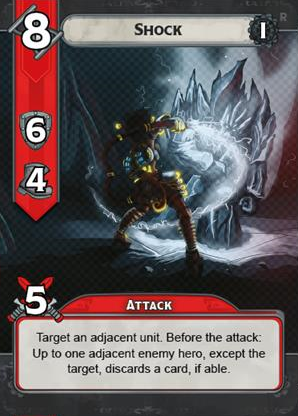 8
SHOCK
I
R
6
4
5
ATTACK
Target an adjacent unit. Before the attack:
Up to one adjacent enemy hero, except the
target, discards a card, if able.